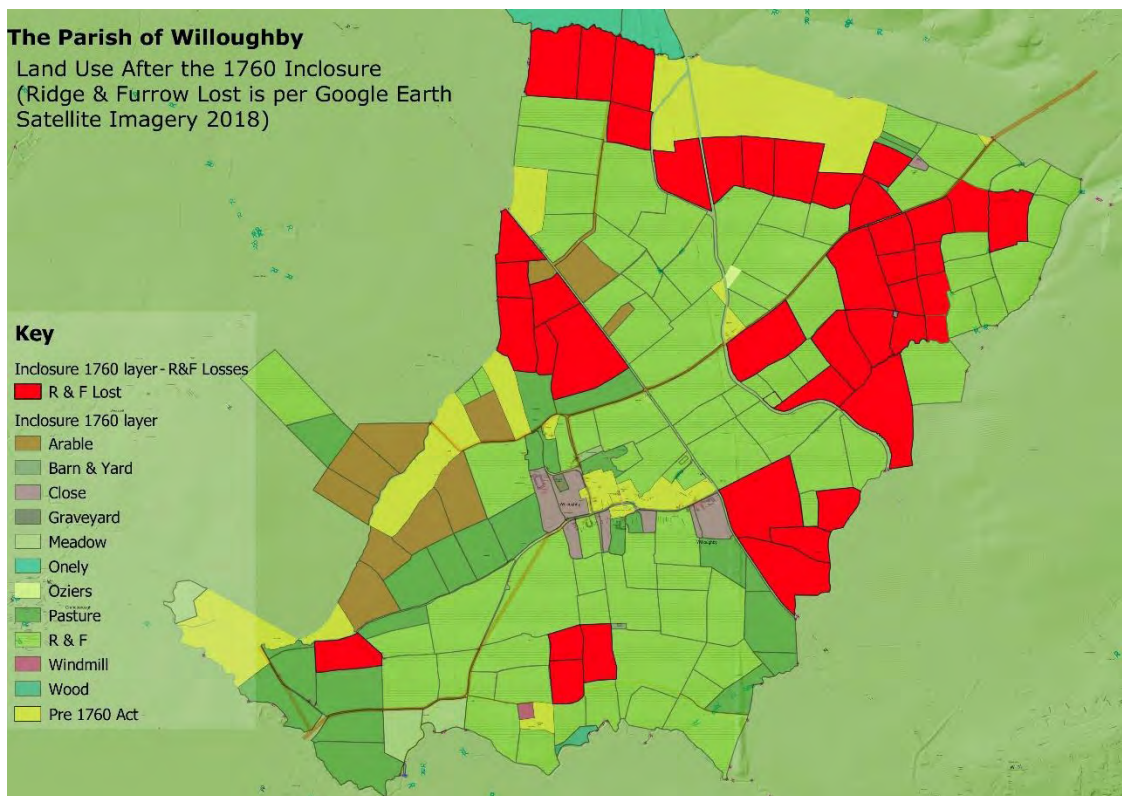 The Parish of Willoughby
Land Use After the 1760 Inclosure
(Ridge & Furrow Lost is per Google Earth
Satellite Imagery 2018)
Key
Inclosure 1760 layer - R&F Losses
R & F Lost
Inclosure 1760 layer
Arable
Barn & Yard
Close
Graveyard
Meadow
Onely
Oziers
Pasture
R & F
Windmill
Wood
Pre 1760 Act